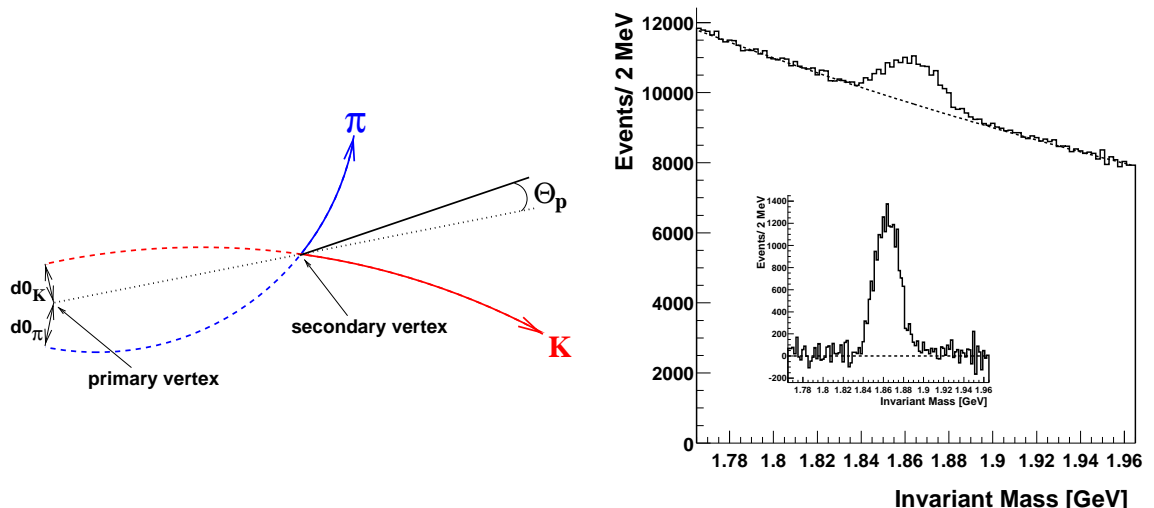 π
Θp
d0K
d0π
secondary vertex
K
primary vertex
Events/ 2 MeV
12000
10000
8000
6000
4000
2000
0
1.78 1.8 1.82 1.84 1.86 1.88 1.9 1.92 1.94 1.96
Invariant Mass [GeV]
Events/ 2 MeV
1400
1200
1000
800
600
400
200
0
-200
1.78 1.8 1.82 1.84 1.86 1.88 1.9 1.92 1.94 1.96
Invariant Mass [GeV]